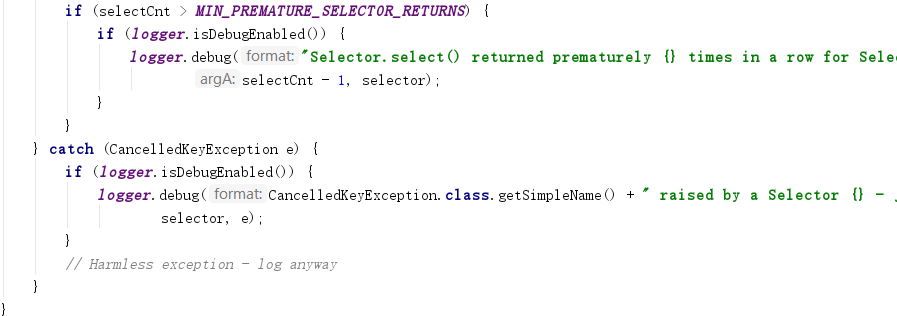 if (selectCnt > MIN_PREMATURE_SELECTOR_RETURNS) {
if (logger.isDebugEnabled()) {
logger.debug( format: "Selector.select() returned prematurely {} times in a row for Sele
argA: selectCnt - 1, selector);
}
}
} catch (CancelledKeyException e) {
if (logger.isDebugEnabled()) {
logger.debug( format: CancelledKeyException.class.getSimpleName() + " raised by a Selector {} -
selector, e);
}
// Harmless exception - log anyway
}
}